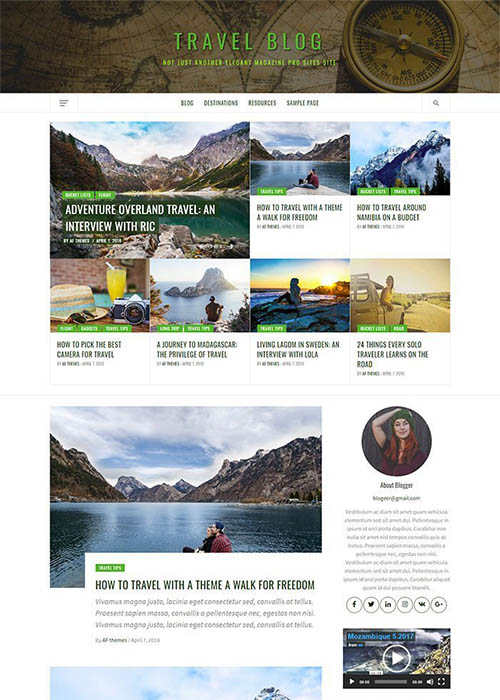 TRAVEL BLOG
NOT JUST ANOTHER ELEGANT MAGAZINE PRO SITES SITE
BLOG DESTINATIONS RESOURCES SAMPLE PAGE
BUCKET LISTS FLIGHT
ADVENTURE OVERLAND TRAVEL: AN
INTERVIEW WITH RIC
BY AF THEMES / APRIL 7, 2018
TRAVEL TIPS
HOW TO TRAVEL WITH A THEME
A WALK FOR FREEDOM
BY AF THEMES / APRIL 7, 2018
BUCKET LISTS TRAVEL TIPS
HOW TO TRAVEL AROUND
NAMIBIA ON A BUDGET
BY AF THEMES / APRIL 7, 2018
FLIGHT GADGETS TRAVEL TIPS
HOW TO PICK THE BEST
CAMERA FOR TRAVEL
BY AF THEMES / APRIL 7, 2018
LONG TRIP TRAVEL TIPS
A JOURNEY TO MADAGASCAR:
THE PRIVILEGE OF TRAVEL
BY AF THEMES / APRIL 7, 2018
BUCKET LISTS TRAVEL TIPS
LIVING LAGOM IN SWEDEN: AN
INTERVIEW WITH LOLA
BY AF THEMES / APRIL 7, 2018
BUCKET LISTS ROAD
24 THINGS EVERY SOLO
TRAVELER LEARNS ON THE
ROAD
BY AF THEMES / APRIL 7, 2018
TRAVEL TIPS
HOW TO TRAVEL WITH A THEME A WALK FOR FREEDOM
Vivamus magna justo, lacinia eget consectetur sed, convallis at tellus.
Praesent sapien massa, convallis a pellentesque nec, egestas non nisi.
Vivamus magna justo, lacinia eget consectetur sed, convallis at tellus.
By AF themes / April 7, 2018
About Blogger
blogeer@gmail.com
Vestibulum ac diam sit amet quam vehicula
elementum sed sit amet dui. Pellentesque in
ipsum id orci porta dapibus. Curabitur non
nulla sit amet nisl tempus convallis quis ac
lectus. Praesent sapien massa, convallis a
pellentesque nec, egestas non nisi.
Vestibulum ac diam sit amet quam vehicula
elementum sed sit amet dui. Pellentesque in
ipsum id orci porta dapibus. Curabitur aliquet
quam id dui posuere blandit.
Mozambique 5.2017
from
00:00